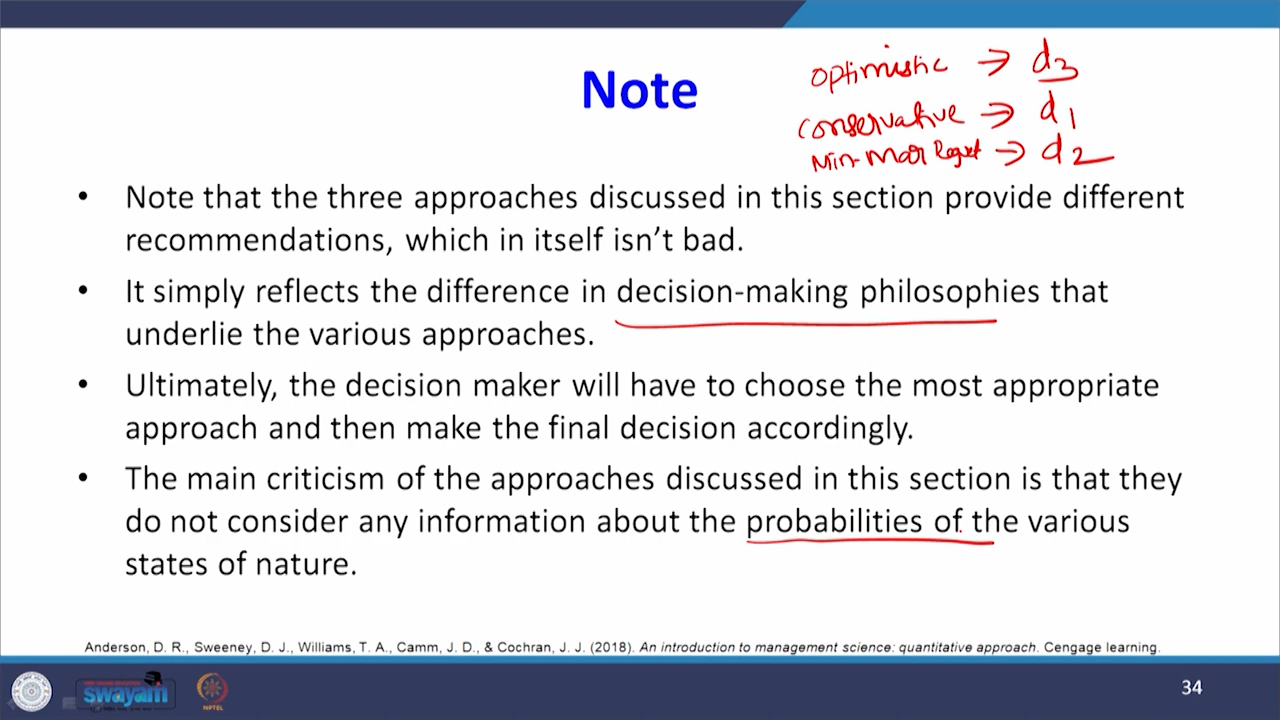 optimistic → d3
Note
conservative → d1
Min-Max Regret → d2
• Note that the three approaches discussed in this section provide different
recommendations, which in itself isn’t bad.
• It simply reflects the difference in decision-making philosophies that
underlie the various approaches.
• Ultimately, the decision maker will have to choose the most appropriate
approach and then make the final decision accordingly.
• The main criticism of the approaches discussed in this section is that they
do not consider any information about the probabilities of the various
states of nature.
Anderson, D. R., Sweeney, D. J., Williams, T. A., Camm, J. D., & Cochran, J. J. (2018). An introduction to management science: quantitative approach. Cengage learning.
swayam
NPTEL
34